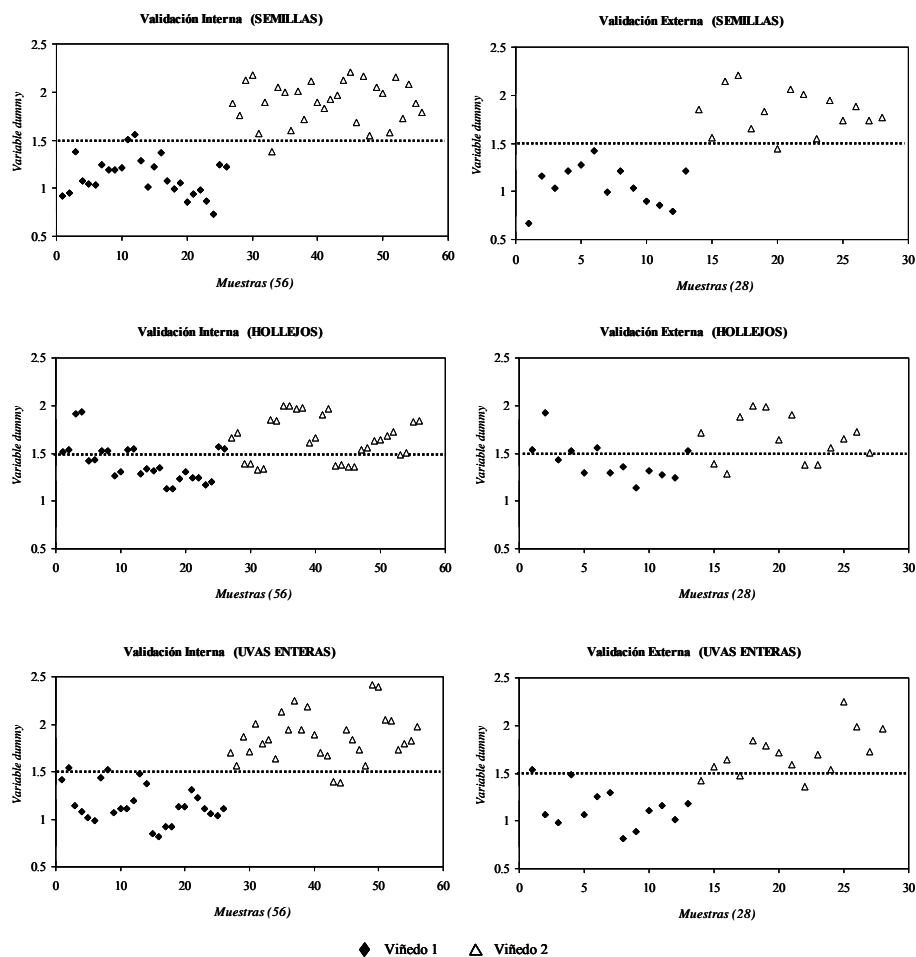 Validación Interna (SEMILLAS)
2.5
2
1.5
1
0.5
Variable dummy
0 10 20 30 40 50 60
Muestras (56)
Validación Externa (SEMILLAS)
2.5
2
1.5
1
0.5
Variable dummy
0 5 10 15 20 25 30
Muestras (28)
Validación Interna (HOLLEJOS)
2.5
2
1.5
1
0.5
Variable dummy
0 10 20 30 40 50 60
Muestras (56)
Validación Externa (HOLLEJOS)
2.5
2
1.5
1
0.5
Variable dummy
0 5 10 15 20 25 30
Muestras (28)
Validación Interna (UVAS ENTERAS)
2.5
2
1.5
1
0.5
Variable dummy
0 10 20 30 40 50 60
Muestras (56)
Validación Externa (UVAS ENTERAS)
2.5
2
1.5
1
0.5
Variable dummy
0 5 10 15 20 25 30
Muestras (28)
Viñedo 1 Viñedo 2